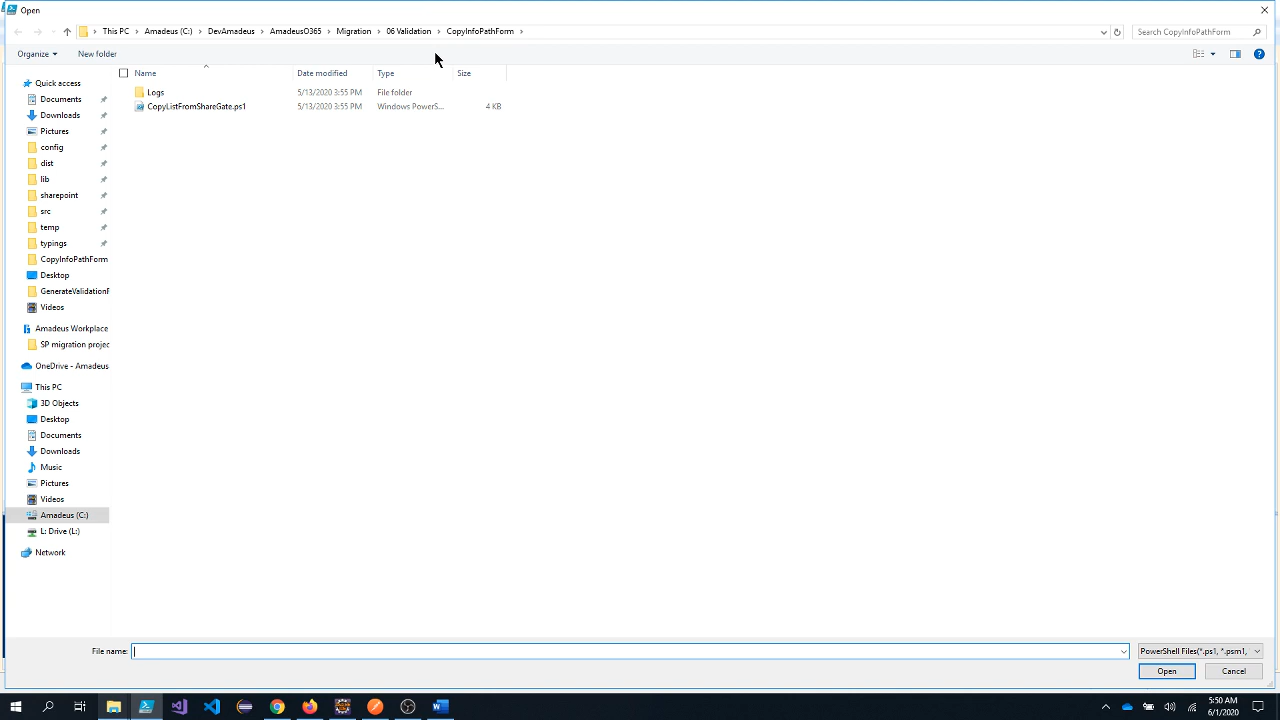 Open
This PC Amadeus (C:) DevAmadeus AmadeusO365 Migration 06 Validation CopyInfoPathForm
Search CopyInfoPathForm
Organize New folder
Name Date modified Type Size
Logs 5/13/2020 3:55 PM File folder
CopyListFromShareGate.ps1 5/13/2020 3:55 PM Windows PowerS... 4 KB
Quick access
Documents
Downloads
Pictures
config
dist
lib
sharepoint
src
temp
typings
CopyInfoPathForm
Desktop
GenerateValidationF
Videos
Amadeus Workplace
SP migration projec
OneDrive - Amadeus
This PC
3D Objects
Desktop
Documents
Downloads
Music
Pictures
Videos
Amadeus (C:)
L: Drive (L:)
Network
File name:
PowerShell Files(*.ps1, *.psm1,
Open Cancel
5:50 AM
6/1/2020